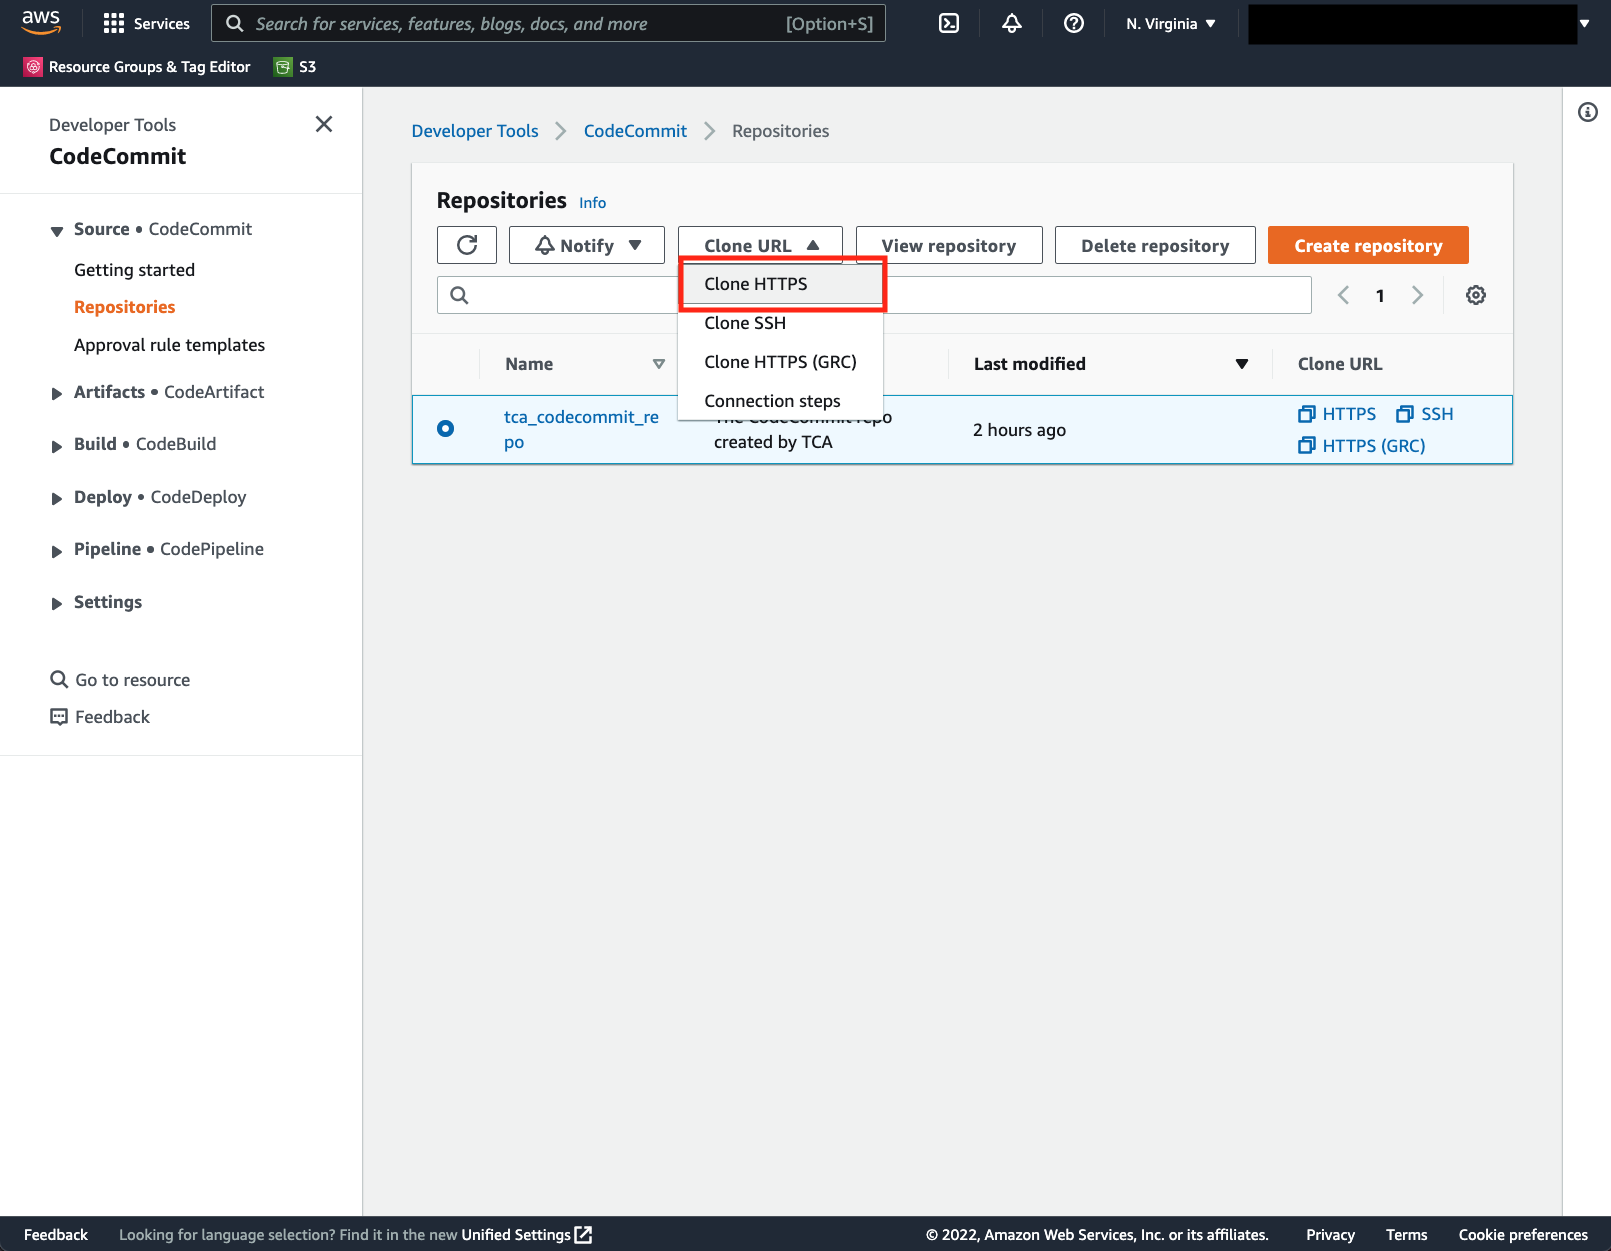 aws
Services
Search for services, features, blogs, docs, and more
[Option+S]
N. Virginia
Resource Groups & Tag Editor
S3
Developer Tools
CodeCommit
Source • CodeCommit
Getting started
Repositories
Approval rule templates
Artifacts • CodeArtifact
Build • CodeBuild
Deploy • CodeDeploy
Pipeline • CodePipeline
Settings
Go to resource
Feedback
Developer Tools
CodeCommit
Repositories
Repositories Info
Notify
Clone URL
View repository
Delete repository
Create repository
Clone HTTPS
Clone SSH
Clone HTTPS (GRC)
Connection steps
1
Name
Last modified
Clone URL
tca_codecommit_re
po
The CodeCommit repo
created by TCA
2 hours ago
HTTPS
SSH
HTTPS (GRC)
Feedback
Looking for language selection? Find it in the new Unified Settings
© 2022, Amazon Web Services, Inc. or its affiliates.
Privacy
Terms
Cookie preferences